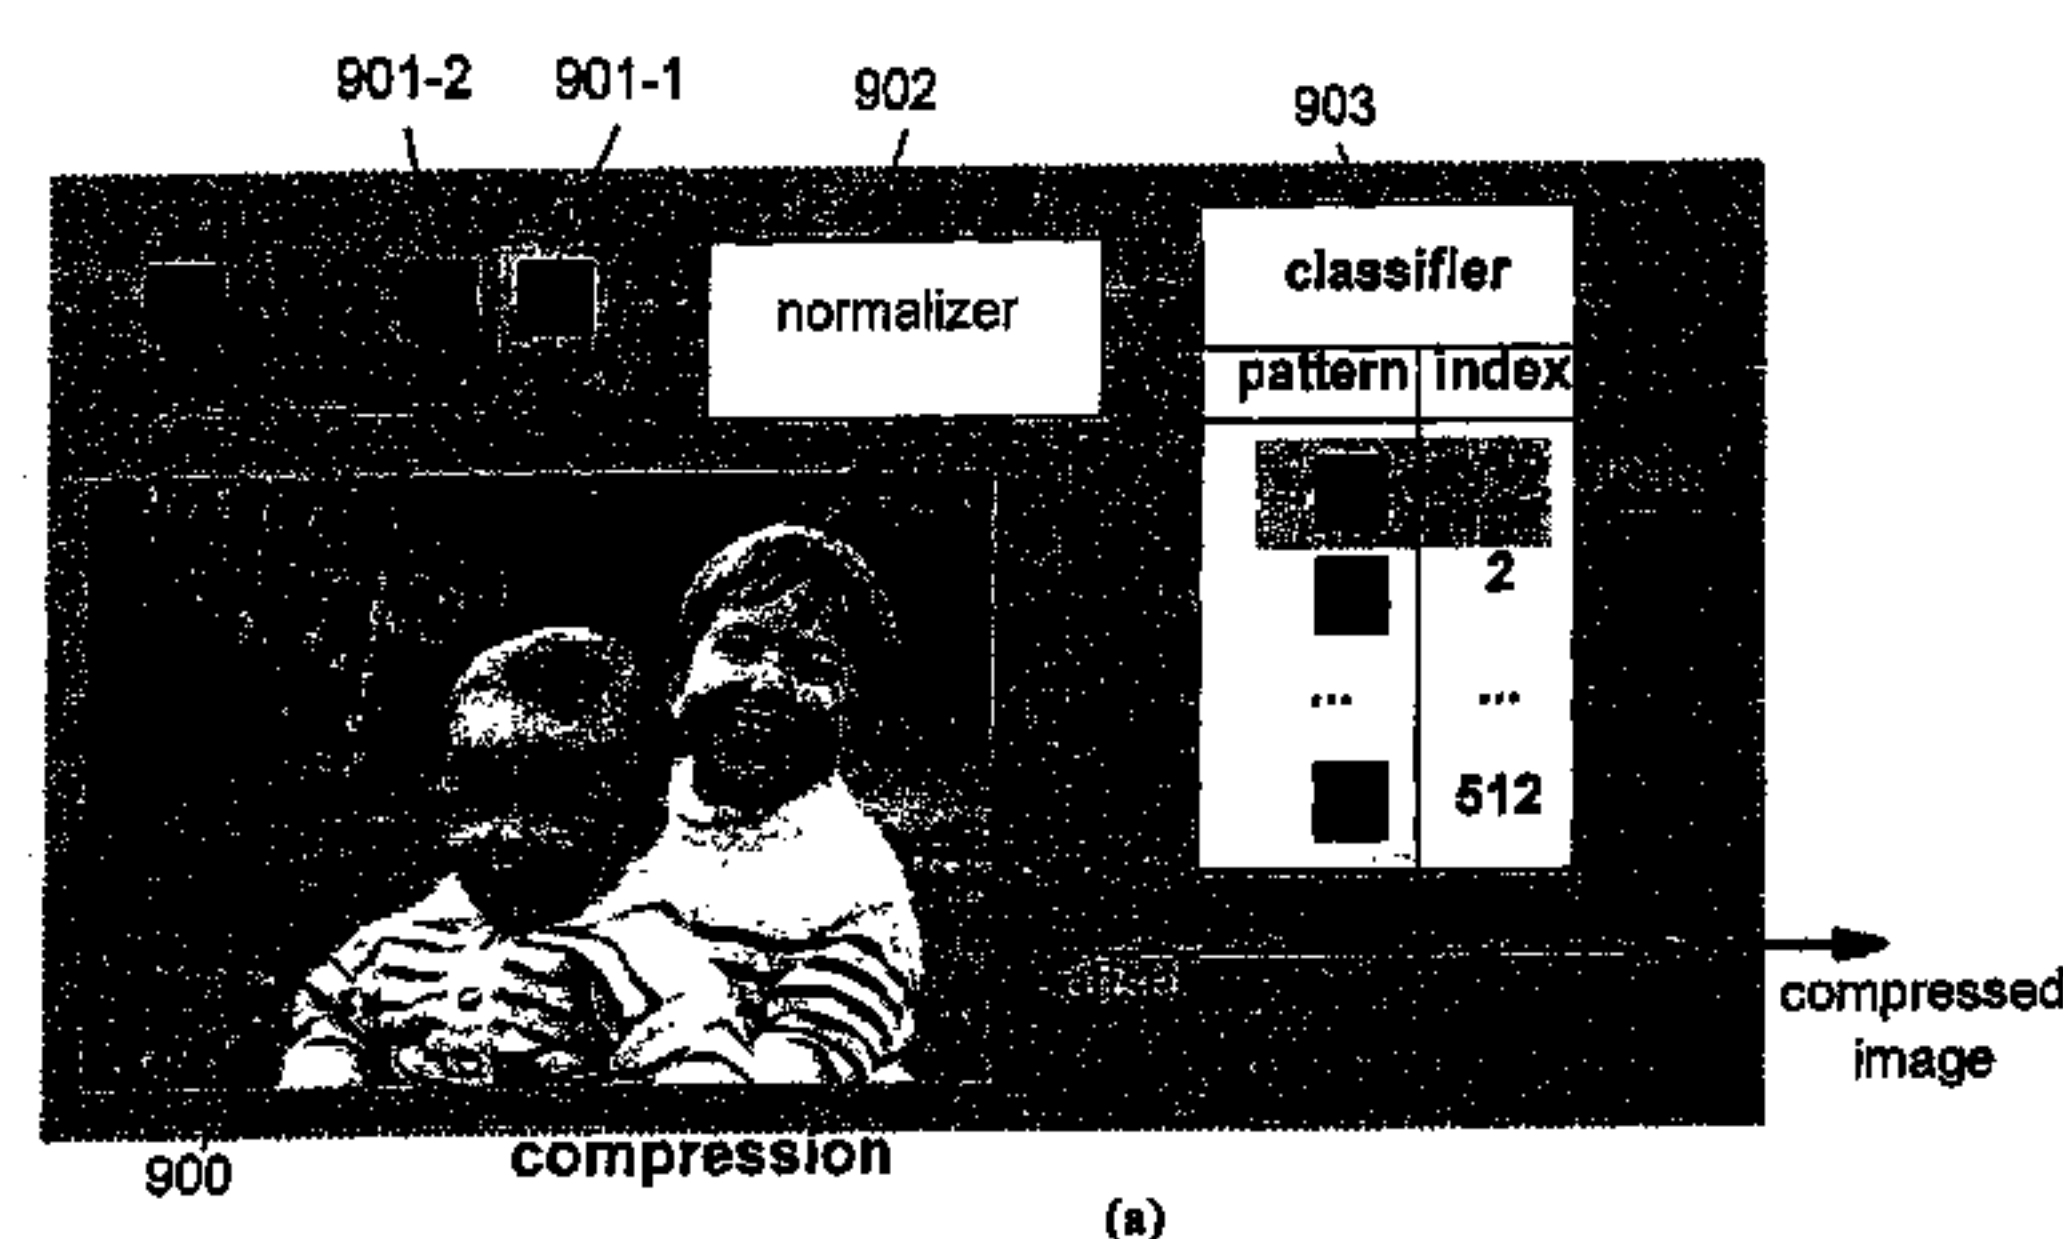 901-2 901-1 902 903
normalizer
classifier
pattern index
2
... ...
512
compressed
image
900
compression
(a)